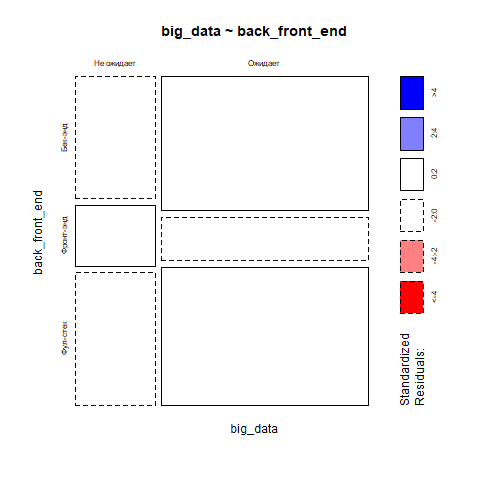 big_data ~ back_front_end
Не ожидает
Ожидает
back_front_end
Бек-энд
Фронт-энд
Фул-стек
big_data
Standardized
Residuals:
<-4
-4:-2
-2:0
0:2
2:4
>4